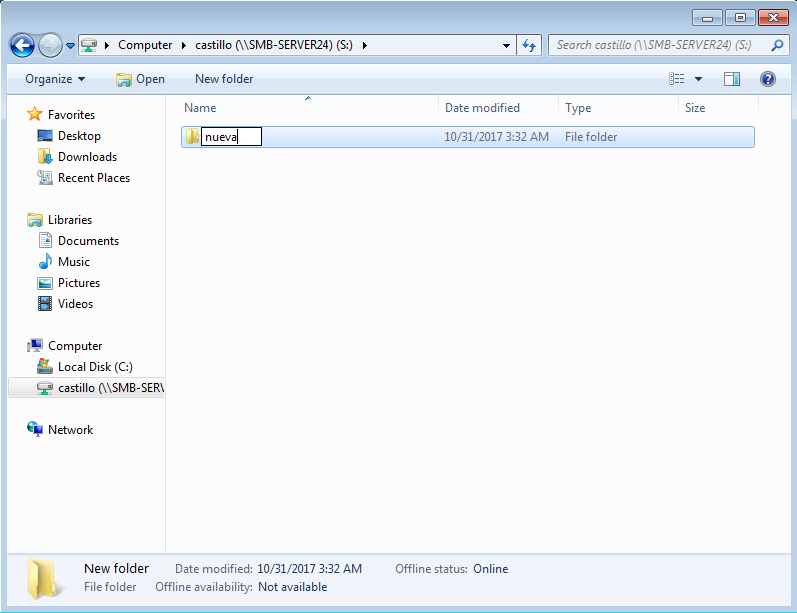 Computer castillo (\\SMB-SERVER24) (S:) Search castillo (\\SMB-SERVER24) (S:)
Organize Open New folder
Name Date modified Type Size
nueva 10/31/2017 3:32 AM File folder
Favorites
Desktop
Downloads
Recent Places
Libraries
Documents
Music
Pictures
Videos
Computer
Local Disk (C:)
castillo (\\SMB-SERV
Network
New folder Date modified: 10/31/2017 3:32 AM Offline status: Online
File folder Offline availability: Not available